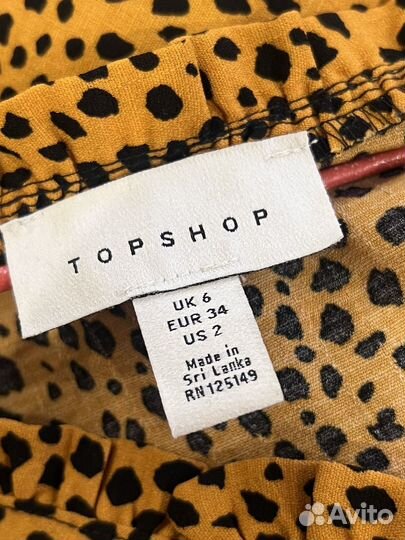 TOPSHOP
UK 6
EUR 34
US 2
Made in
Sri Lanka
RN 125149
Avito